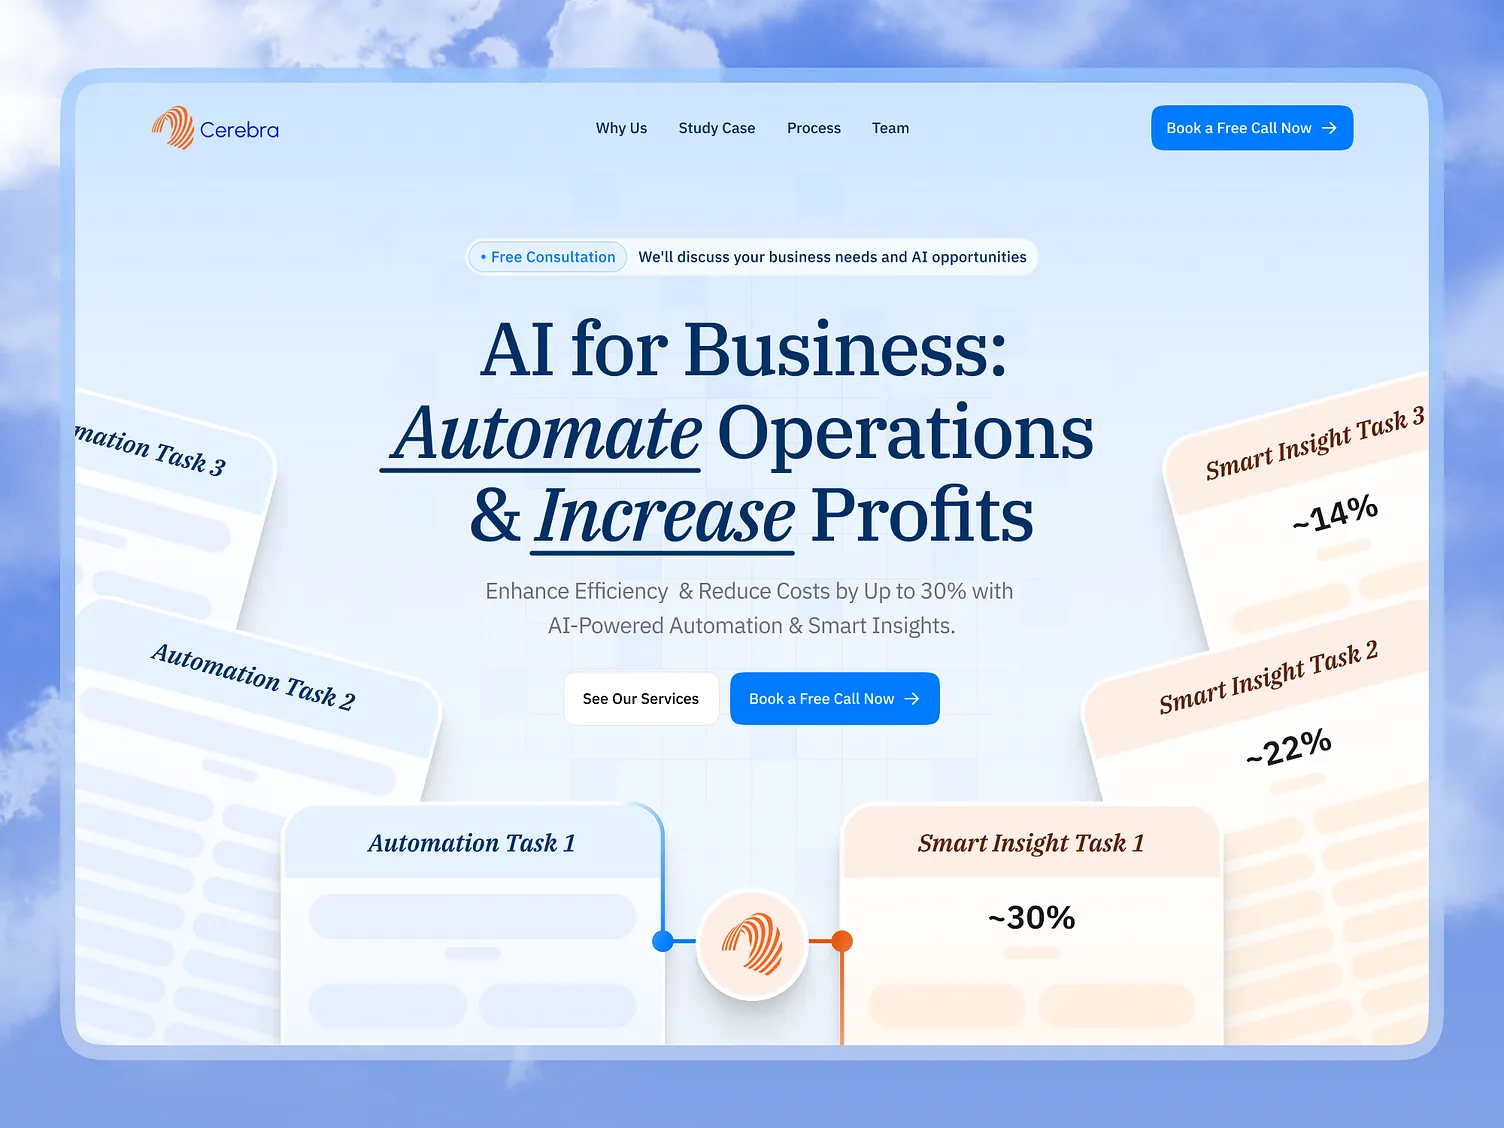 Cerebra
Why Us
Study Case
Process
Team
Book a Free Call Now
• Free Consultation
We'll discuss your business needs and AI opportunities
AI for Business:
Automate Operations
& Increase Profits
Enhance Efficiency & Reduce Costs by Up to 30% with
AI-Powered Automation & Smart Insights.
See Our Services
Book a Free Call Now
mation Task 3
Automation Task 2
Automation Task 1
Smart Insight Task 3
~14%
Smart Insight Task 2
~22%
Smart Insight Task 1
~30%